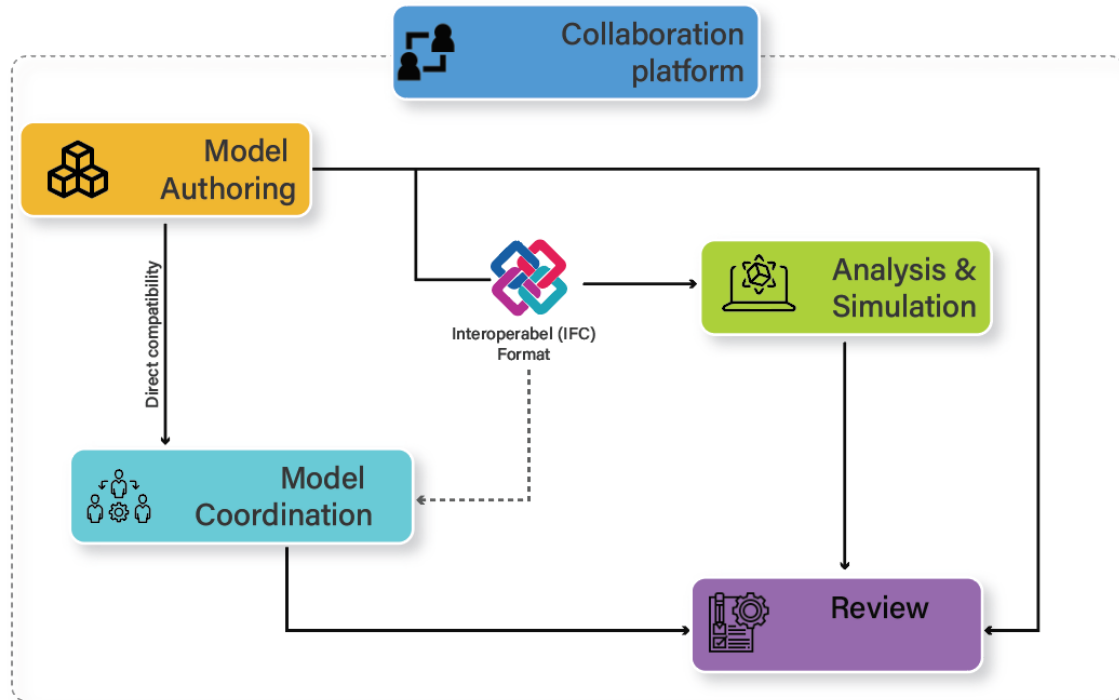 Collaboration
platform
Model
Authoring
Direct compatibility
Interoperabel (IFC)
Format
Analysis &
Simulation
Model
Coordination
Review